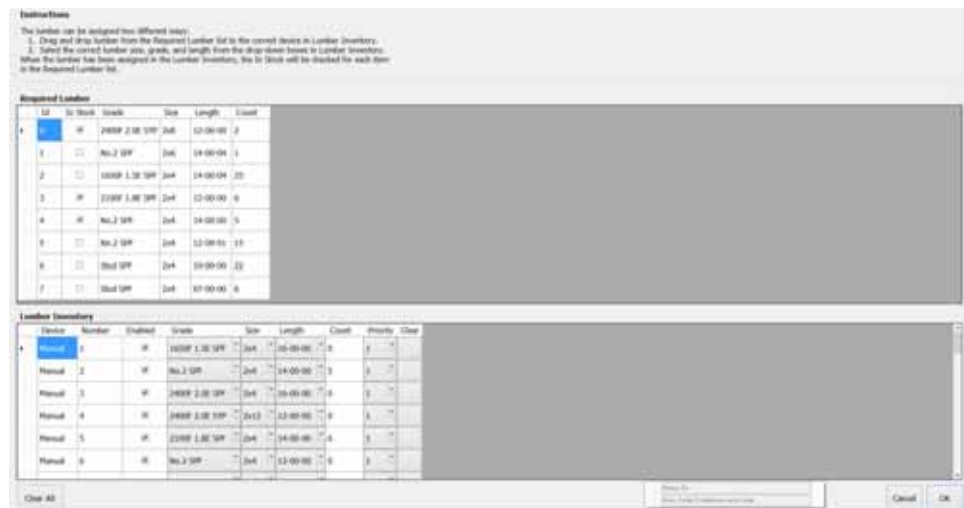 Instructions
The lumber can be assigned two different ways:
1. Drag and drop lumber from the Required Lumber list to the correct device in Lumber Inventory.
2. Select the correct lumber size, grade, and length from the drop-down boxes in Lumber Inventory.
When the lumber has been assigned in the Lumber Inventory, the In Stock will be checked for each item
in the Required Lumber list.
Required Lumber
Id In Stock Grade Size Length Count
2400F 2.0E 2x8 12-00-00 2
1 No.2 SPF 2x6 14-00-04 1
2 1650F 1.5E SPF 2x4 14-00-04
3 2100F 1.8E SPF 2x4 12-00-00 6
4 No.2 SPF 2x4 14-00-00 5
5 No.2 SPF 2x4 15
6 Stud SPF 2x4 10-00-00 22
7 Stud SPF 2x4 07-00-00 6
Lumber Inventory
Device Number Enabled Grade Size Length Count Priority Clear
Manual 1 1650F 1.5E SPF 2x4 16-00-00 0 1
Manual 2 No.2 SPF 2x4 14-00-00 5 1
Manual 3 2400F 2.0E SPF 2x4 16-00-00 1
Manual 4 2400F 2.0E 2x12 12-00-00 1
Manual 5 2100F 1.8E SPF 2x4 14-00-00 1
Manual 6 No.2 SPF 2x4 12-00-00 1
Clear All Cancel OK